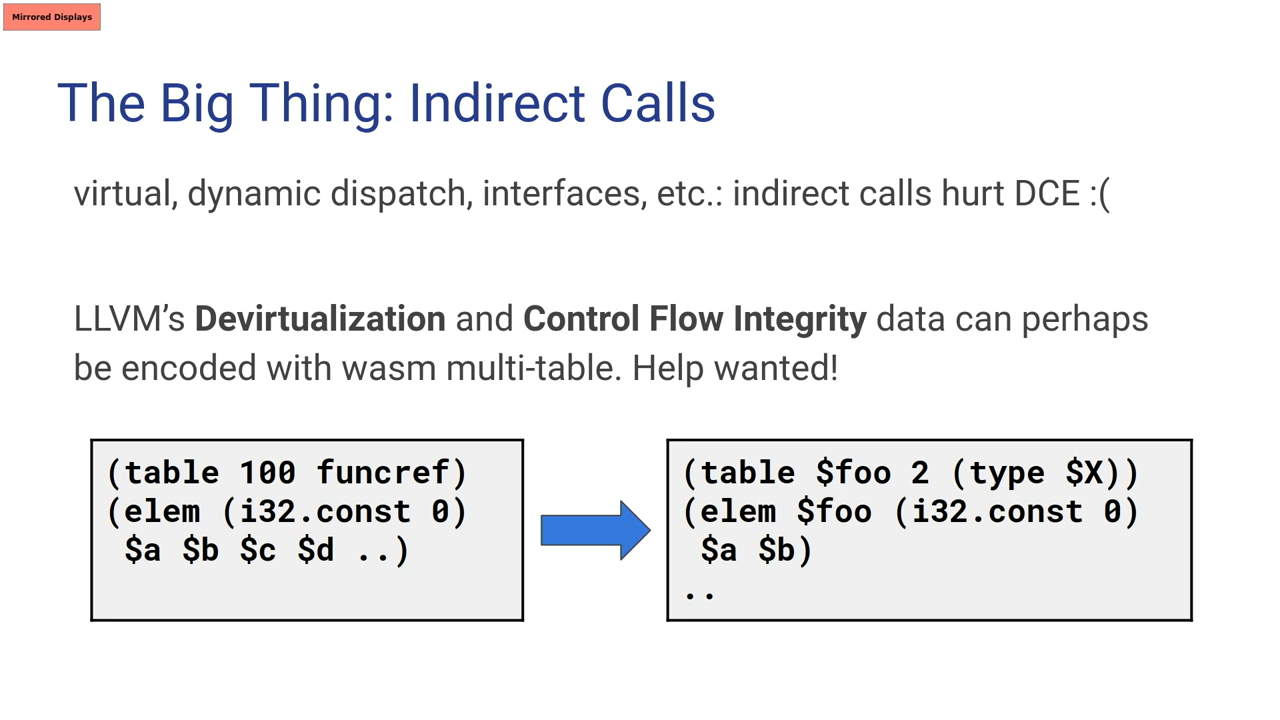 Mirrored Displays
The Big Thing: Indirect Calls
virtual, dynamic dispatch, interfaces, etc.: indirect calls hurt DCE :(
LLVM’s Devirtualization and Control Flow Integrity data can perhaps
be encoded with wasm multi-table. Help wanted!
(table 100 funcref)
(elem (i32.const 0)
$a $b $c $d ..)
(table $foo 2 (type $X))
(elem $foo (i32.const 0)
$a $b)
..